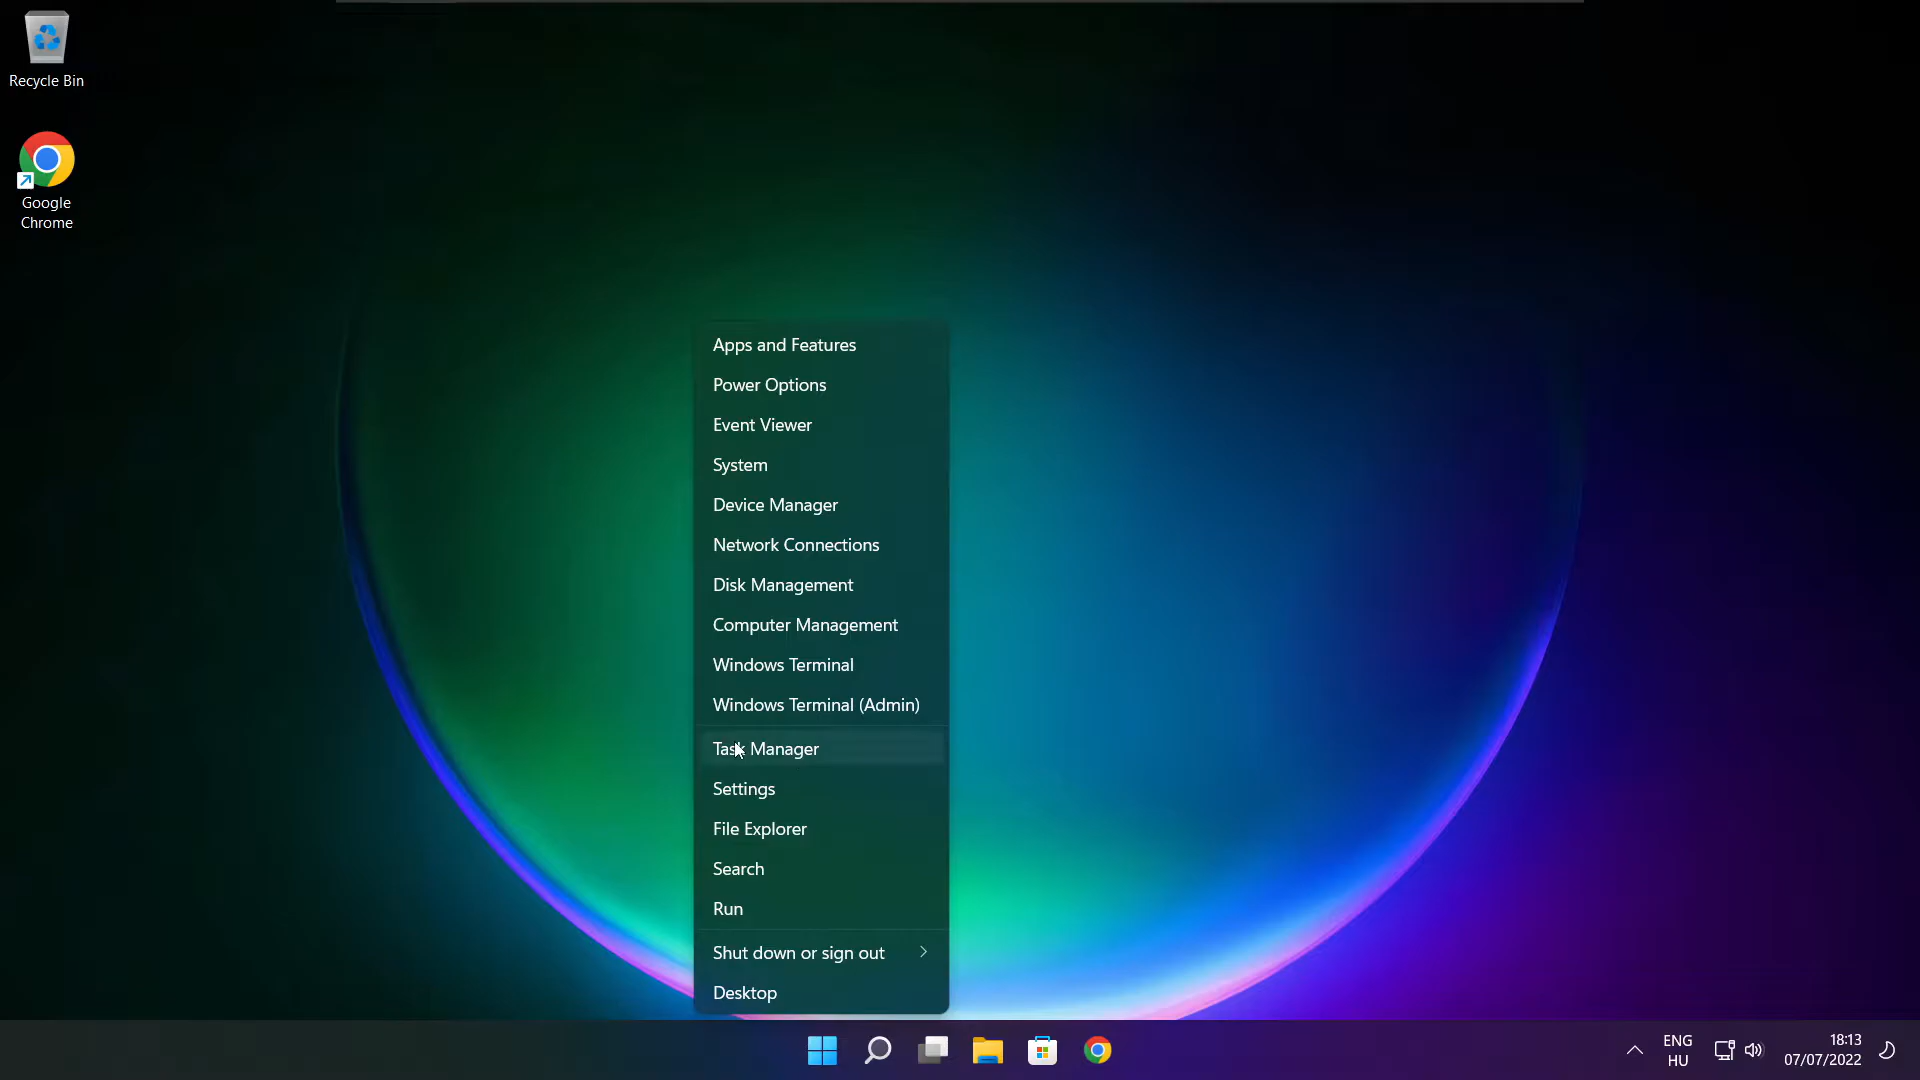 Recycle Bin
Google
Chrome
Apps and Features
Power Options
Event Viewer
System
Device Manager
Network Connections
Disk Management
Computer Management
Windows Terminal
Windows Terminal (Admin)
Task Manager
Settings
File Explorer
Search
Run
Shut down or sign out
Desktop
ENG
HU
18:13
07/07/2022